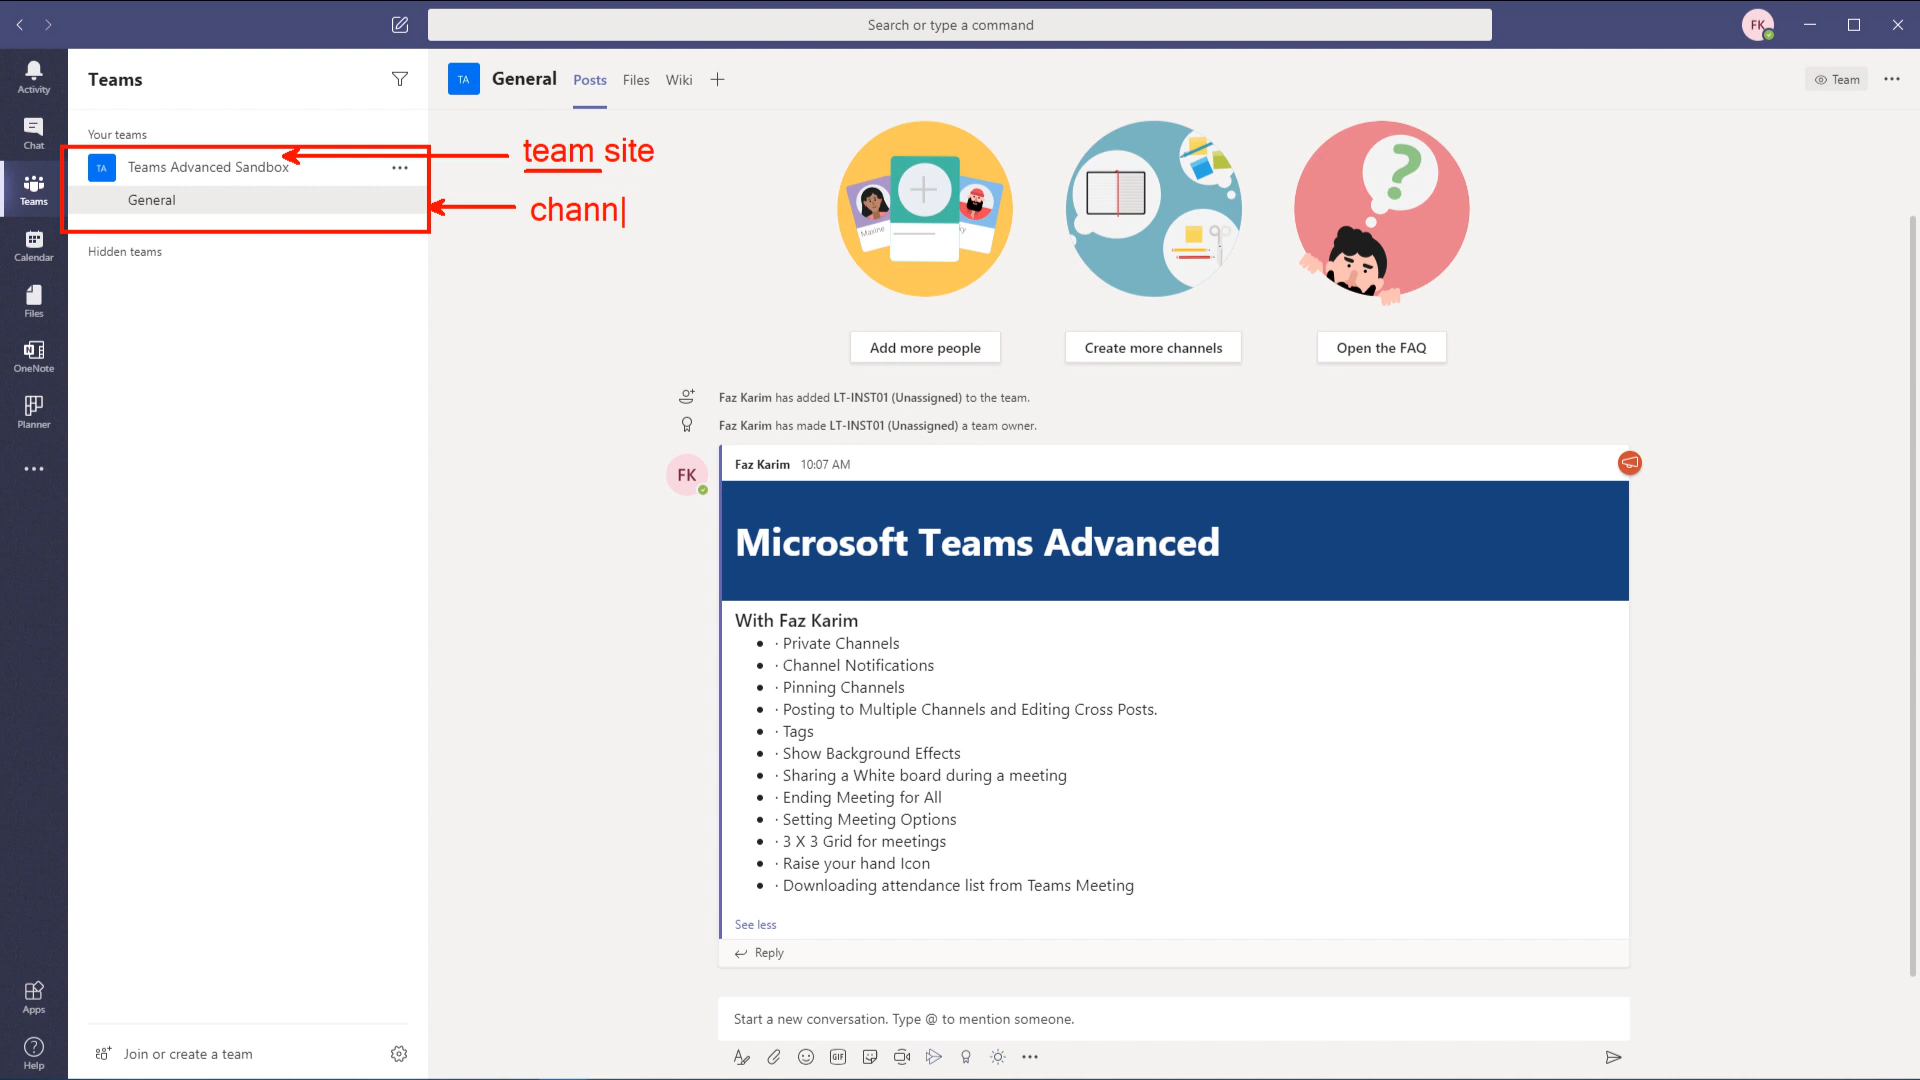 Search or type a command
FK
Activity
Chat
Teams
Calendar
Files
OneNote
Planner
Apps
Help
Teams
Your teams
TA Teams Advanced Sandbox
General
Hidden teams
Join or create a team
team site
chann
TA General Posts Files Wiki
Team
Maxine
Add more people
Create more channels
Open the FAQ
Faz Karim has added LT-INST01 (Unassigned) to the team.
Faz Karim has made LT-INST01 (Unassigned) a team owner.
FK
Faz Karim 10:07 AM
Microsoft Teams Advanced
With Faz Karim
• · Private Channels
• · Channel Notifications
• · Pinning Channels
• · Posting to Multiple Channels and Editing Cross Posts.
• · Tags
• · Show Background Effects
• · Sharing a White board during a meeting
• · Ending Meeting for All
• · Setting Meeting Options
• · 3 X 3 Grid for meetings
• · Raise your hand Icon
• · Downloading attendance list from Teams Meeting
See less
Reply
Start a new conversation. Type @ to mention someone.
GIF